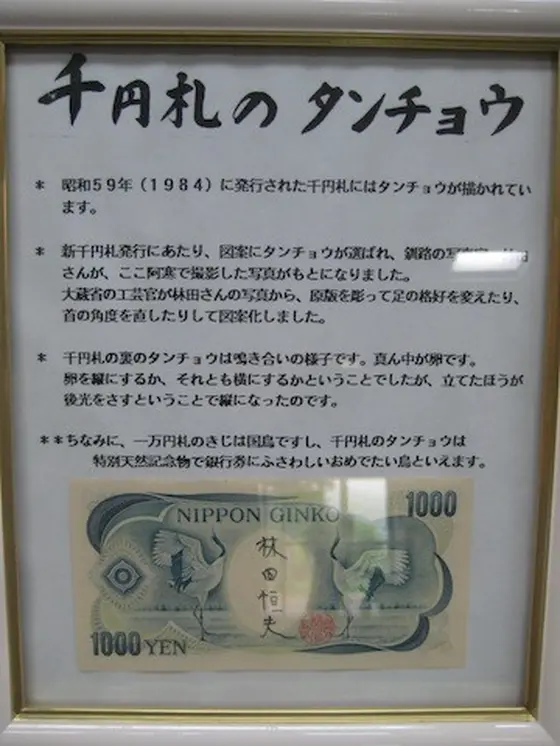 千円札のタンチョウ
* 昭和59年（1984）に発行された千円札にはタンチョウが描かれてい
ます。
* 新千円札発行にあたり、図案にタンチョウが選ばれ、釧路の写真家
さんが、ここ阿寒で撮影した写真がもとになりました。
大蔵省の工芸官が林田さんの写真から、原版を彫って足の格好を変えたり、
首の角度を直したりして図案化しました。
* 千円札の裏のタンチョウは鳴き合いの様子です。真ん中が卵です。
卵を縦にするか、それとも横にするかということでしたが、立てたほうが
後光をさすということで縦になったのです。
**ちなみに、一万円札のきじは国鳥ですし、千円札のタンチョウは
特別天然記念物で銀行券にふさわしいおめでたい鳥といえます。
NIPPON GINKO
1000
林田恒夫
1000 YEN